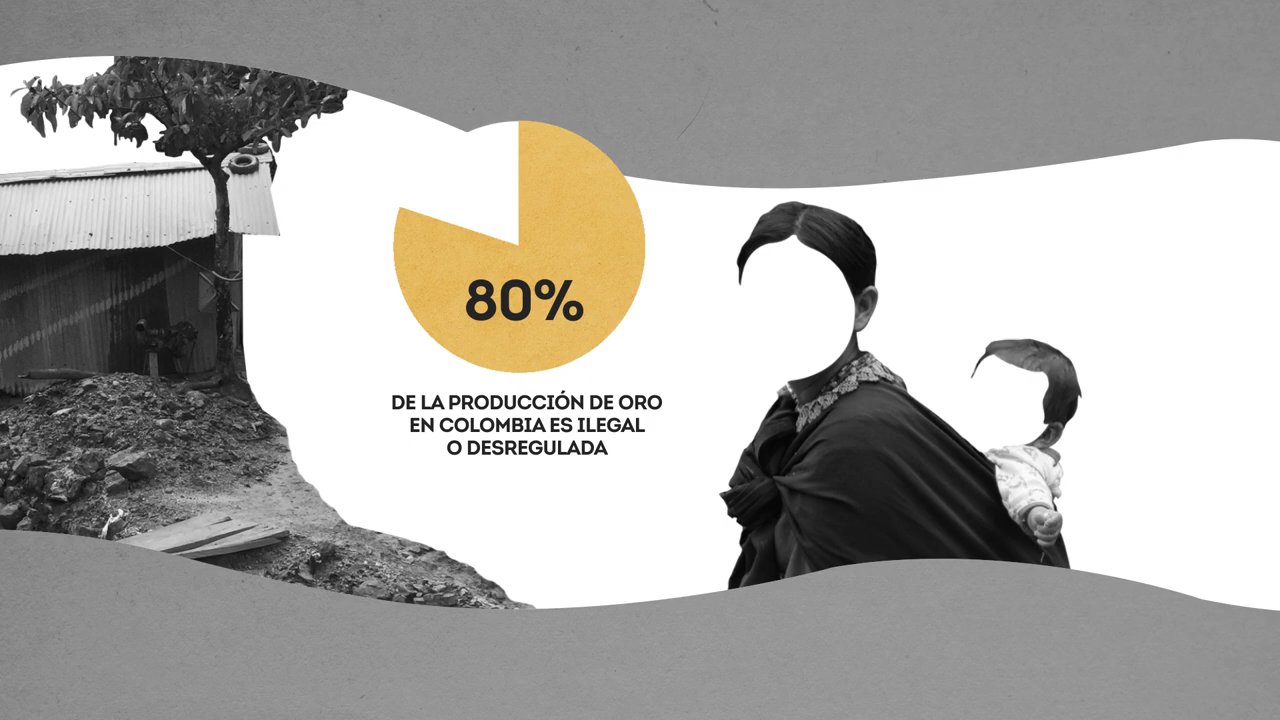 80%
DE LA PRODUCCIÓN DE ORO
EN COLOMBIA ES ILEGAL
O DESREGULADA